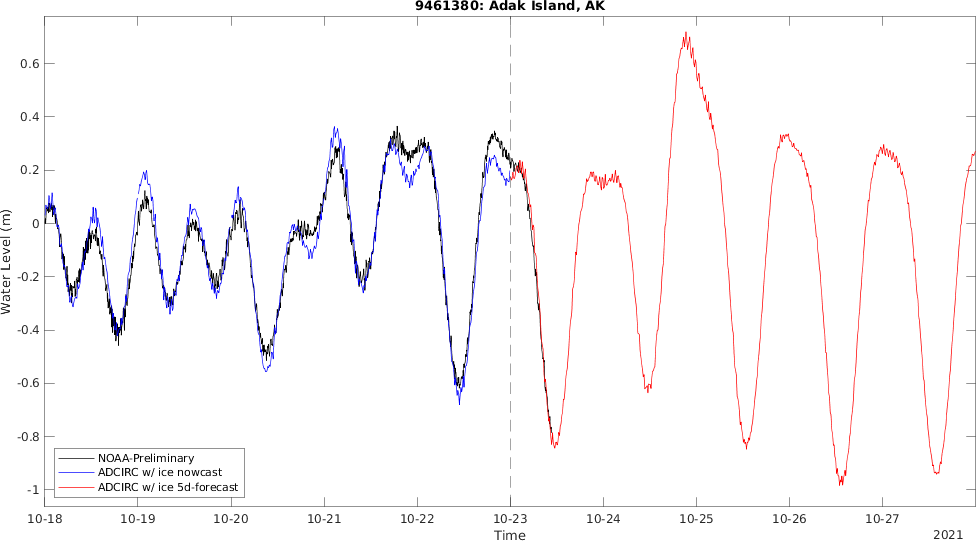 9461380: Adak Island, AK
Water Level (m)
0.6
0.4
0.2
0
-0.2
-0.4
-0.6
-0.8
-1
NOAA-Preliminary
ADCIRC w/ ice nowcast
ADCIRC w/ ice 5d-forecast
10-18 10-19 10-20 10-21 10-22 10-23 10-24 10-25 10-26 10-27
Time
2021